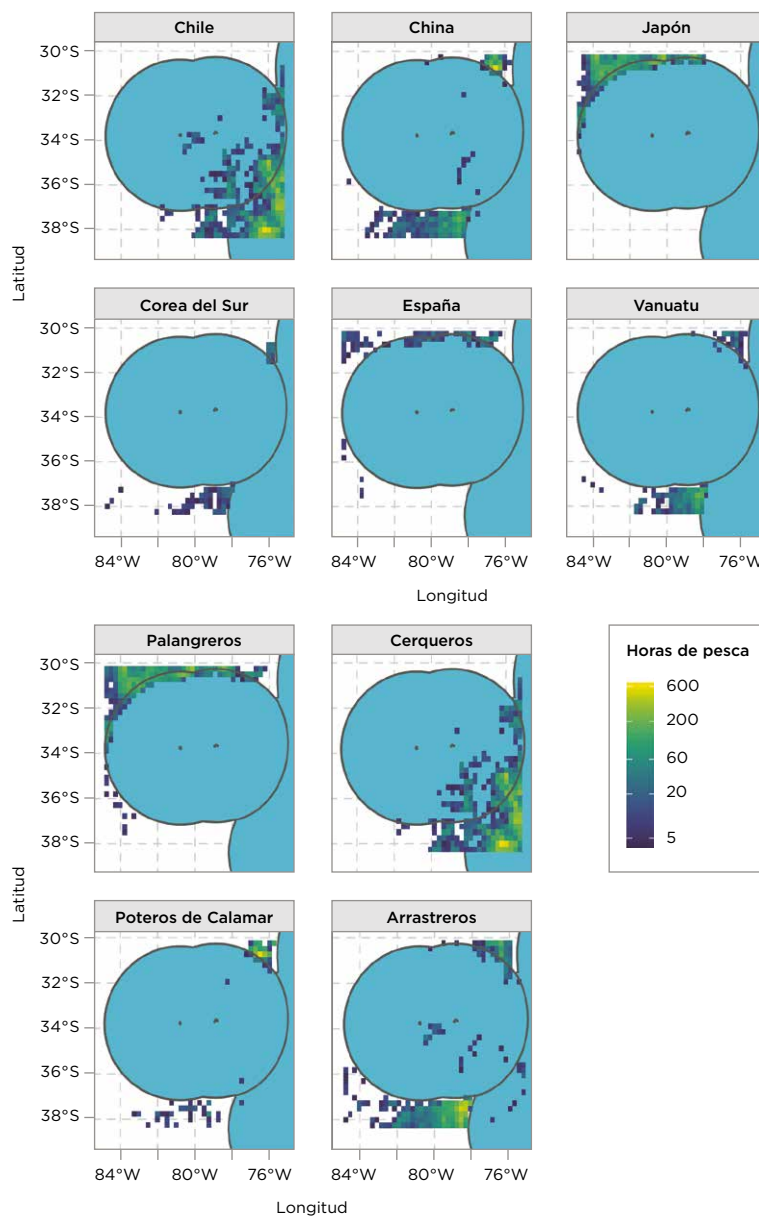 Chile
China
Japón
30°S
32°S
34°S
36°S
38°S
Latitud
Corea del Sur
España
Vanuatu
30°S
32°S
34°S
36°S
38°S
84°W 80°W 76°W 84°W 80°W 76°W 84°W 80°W 76°W
Longitud
Palangreros
Cerqueros
30°S
32°S
34°S
36°S
38°S
Latitud
Horas de pesca
600
200
60
20
5
Poteros de Calamar
Arrastreros
30°S
32°S
34°S
36°S
38°S
84°W 80°W 76°W 84°W 80°W 76°W
Longitud